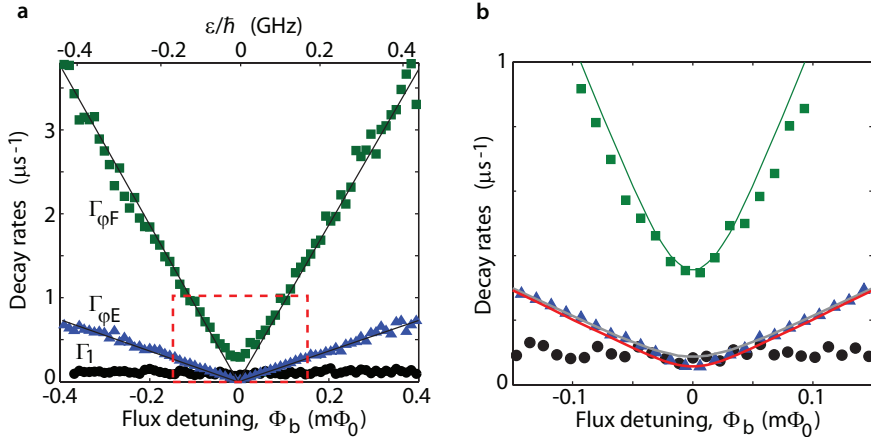 a
ε/ħ (GHz)
-0.4 -0.2 0 0.2 0.4
Decay rates (μs⁻¹)
3
2
1
0
ΓφF
ΓφE
Γ1
-0.4 -0.2 0 0.2 0.4
Flux detuning, Φb (mΦ0)
b
Decay rates (μs⁻¹)
1
0
-0.1 0 0.1
Flux detuning, Φb (mΦ0)